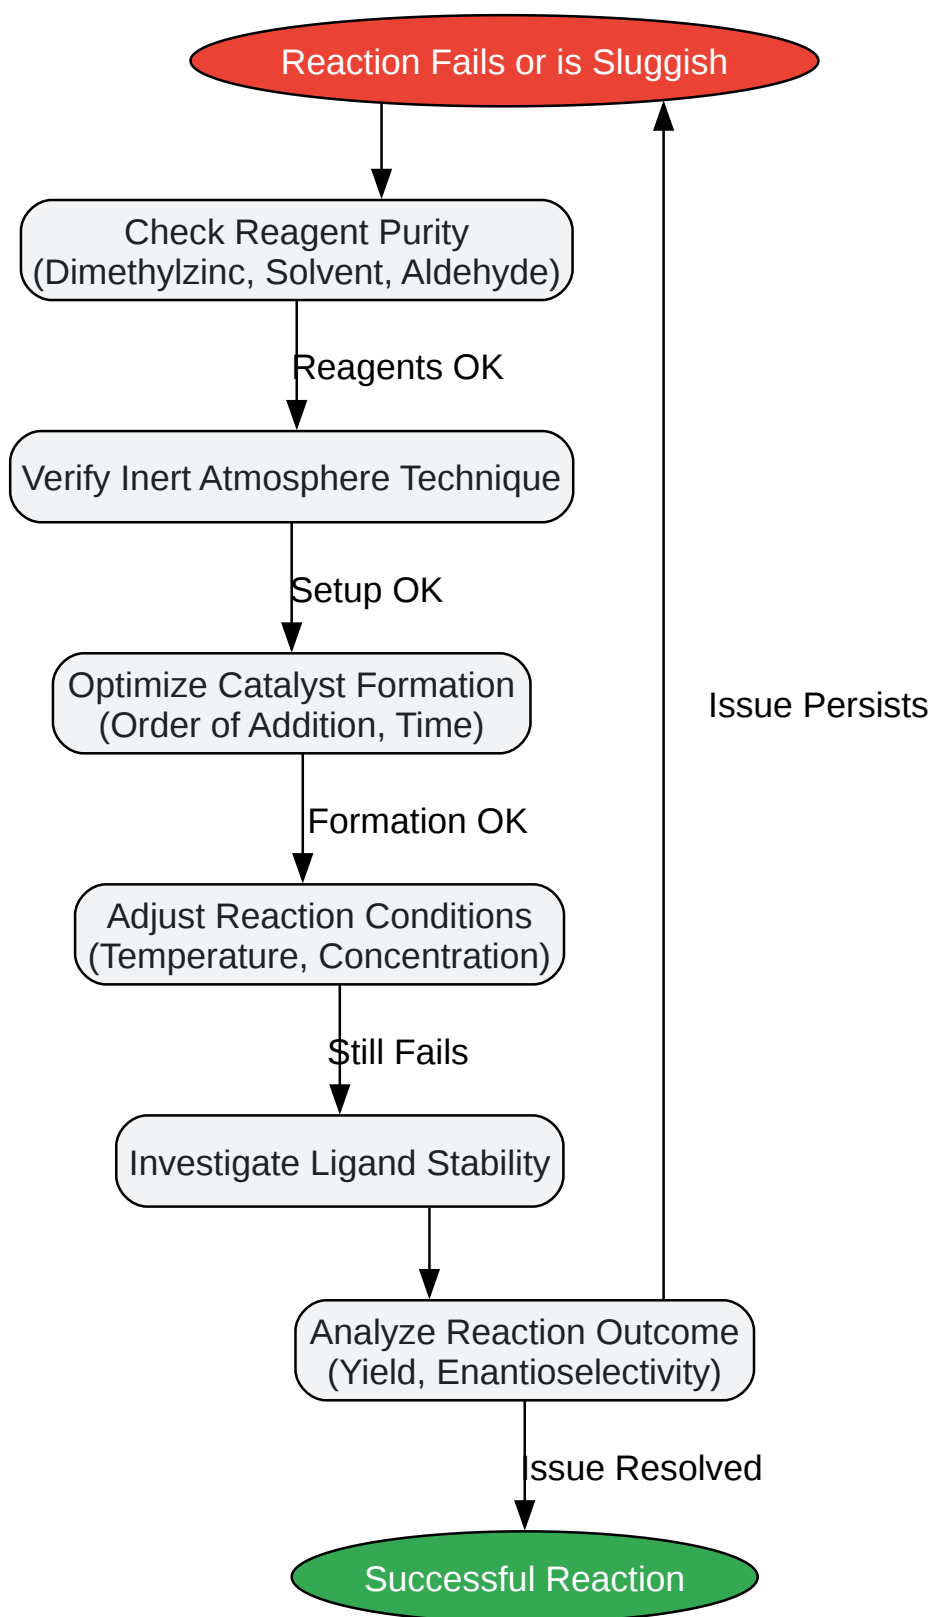 Reaction Fails or is Sluggish
Check Reagent Purity
(Dimethylzinc, Solvent, Aldehyde)
Reagents OK
Verify Inert Atmosphere Technique
Setup OK
Optimize Catalyst Formation
(Order of Addition, Time)
Issue Persists
Formation OK
Adjust Reaction Conditions
(Temperature, Concentration)
Still Fails
Investigate Ligand Stability
Analyze Reaction Outcome
(Yield, Enantioselectivity)
Issue Resolved
Successful Reaction